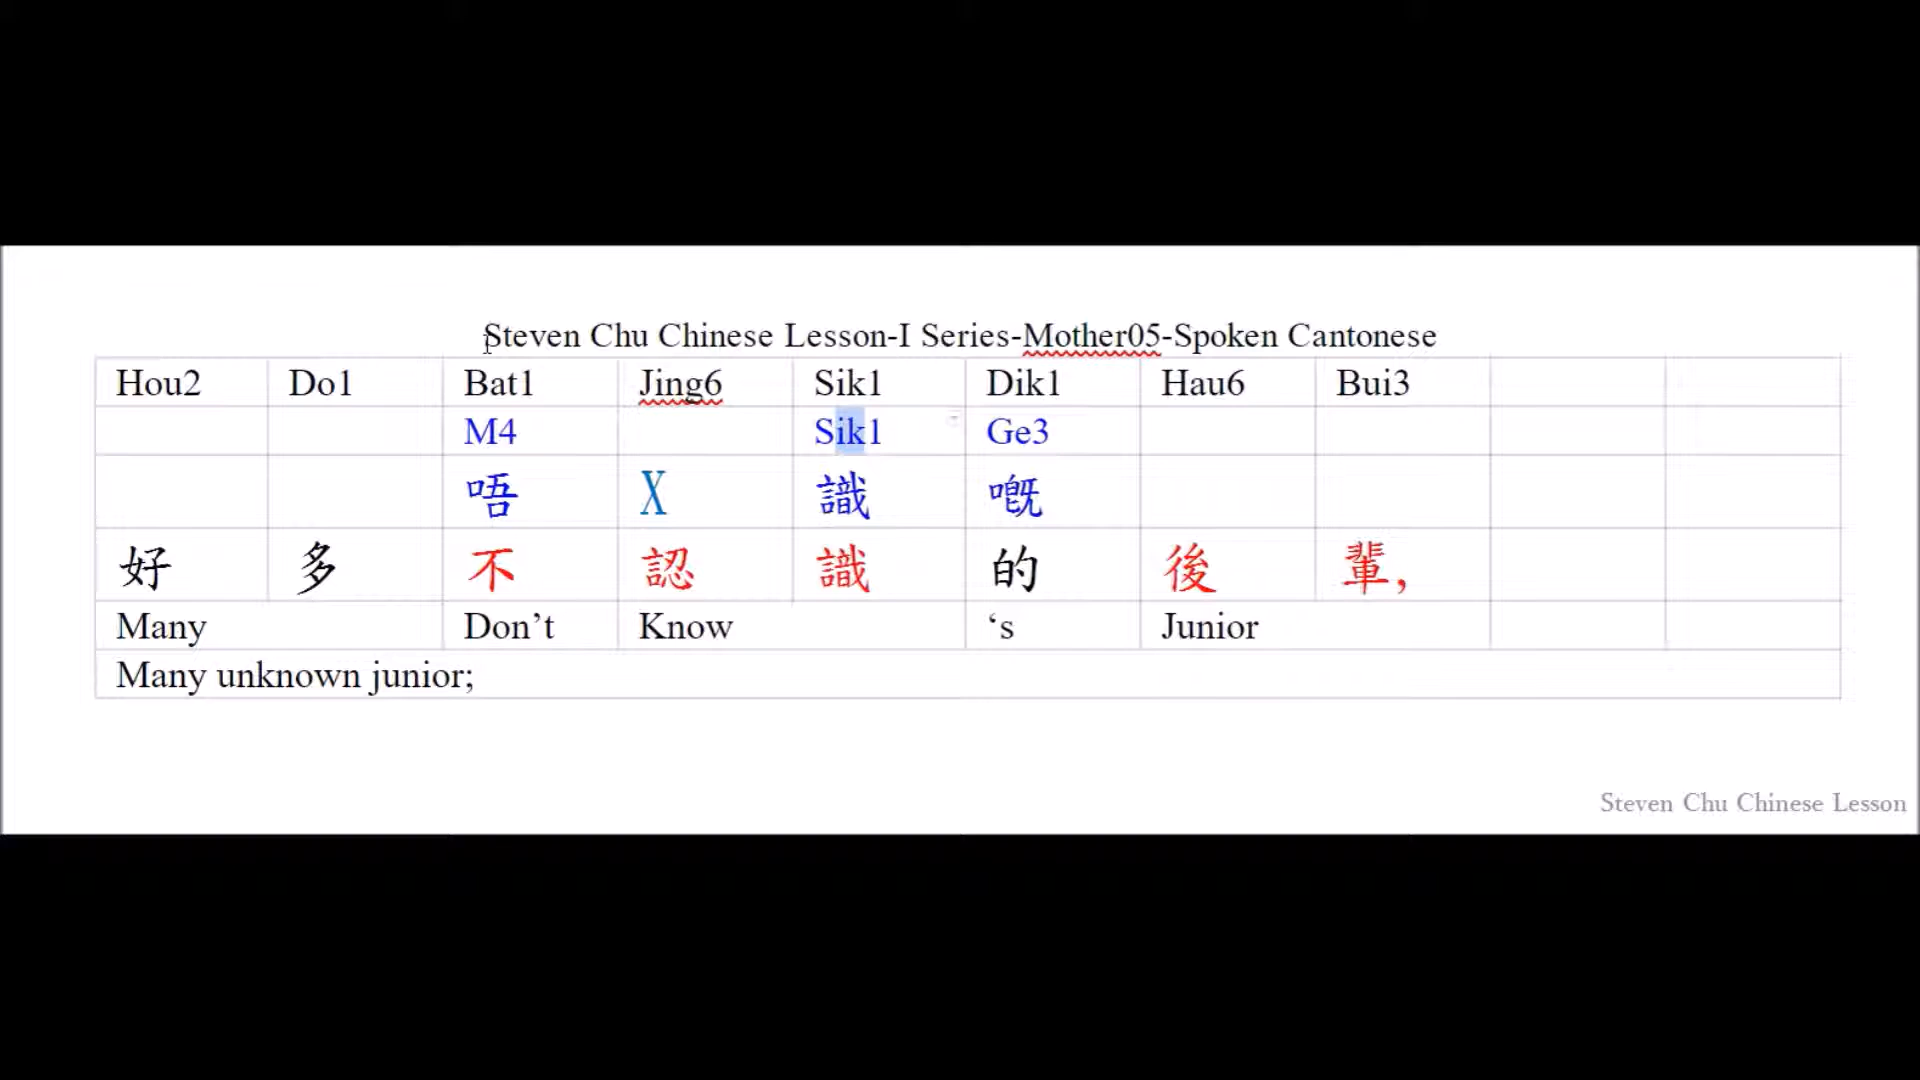 Steven Chu Chinese Lesson-I Series-Mother05-Spoken Cantonese
Hou2 Do1 Bat1 Jing6 Sik1 Dik1 Hau6 Bui3
M4 Sik1 Ge3
唔 X 識 嘅
好 多 不 認 識 的 後 輩,
Many Don’t Know ‘s Junior
Many unknown junior;
Steven Chu Chinese Lesson